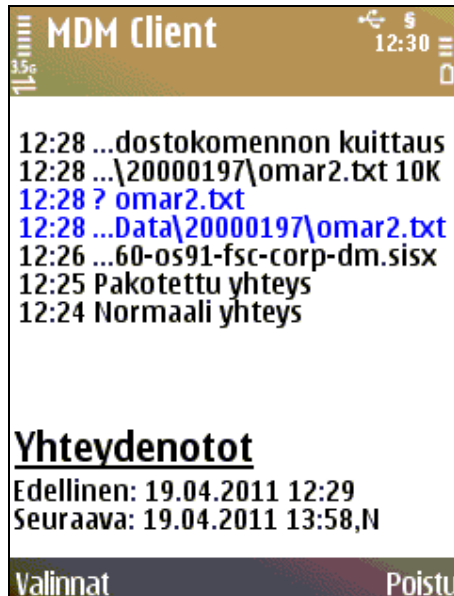 MDM Client
§
12:30
3.5G
12:28 ...dostokomennon kuittaus
12:28 ...\20000197\omar2.txt 10K
12:28 ? omar2.txt
12:28 ...Data\20000197\omar2.txt
12:26 ...60-os91-fsc-corp-dm.sisx
12:25 Pakotettu yhteys
12:24 Normaali yhteys
Yhteydenotot
Edellinen: 19.04.2011 12:29
Seuraava: 19.04.2011 13:58,N
Valinnat Poistu